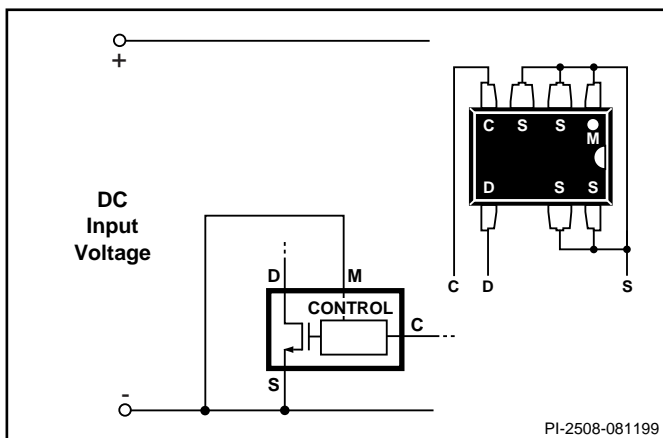 +
DC
Input
Voltage
-
D M
CONTROL
C
S
C S S
M
D S S
C D S
PI-2508-081199